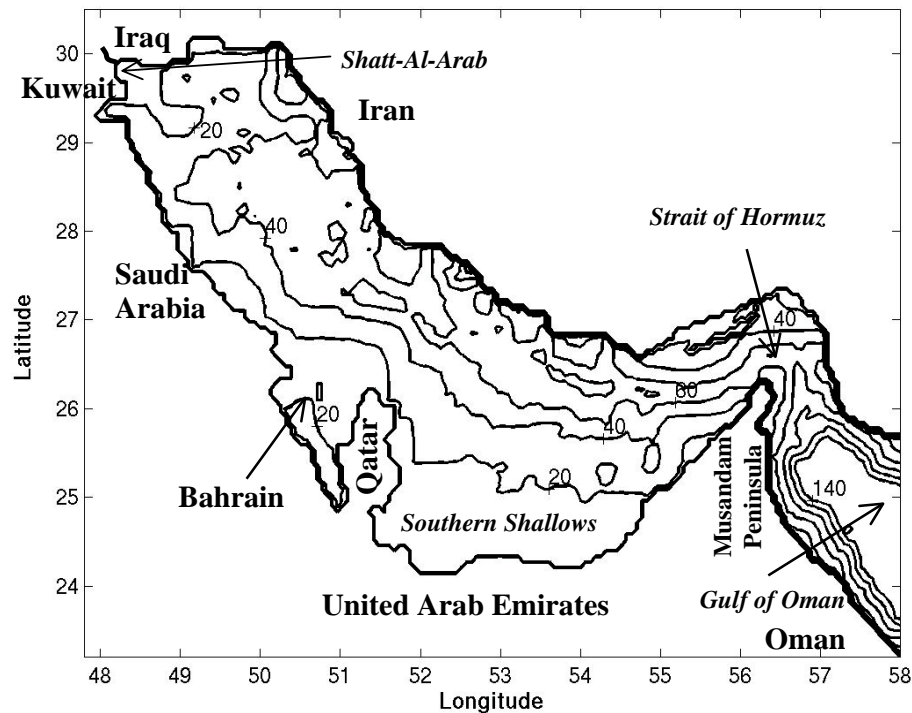 Iraq
30
Shatt-Al-Arab
Kuwait
Iran
20
29
28
40
Strait of Hormuz
Saudi
Arabia
27
40
Latitude
26
20
60
40
Qatar
Bahrain
20
25
140
Musandam
Peninsula
Southern Shallows
24
United Arab Emirates
Gulf of Oman
Oman
48 49 50 51 52 53 54 55 56 57 58
Longitude